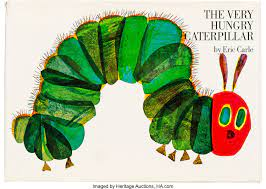 THE VERY
HUNGRY
CATERPILLAR
by Eric Carle
Imaged by Heritage Auctions, HA.com